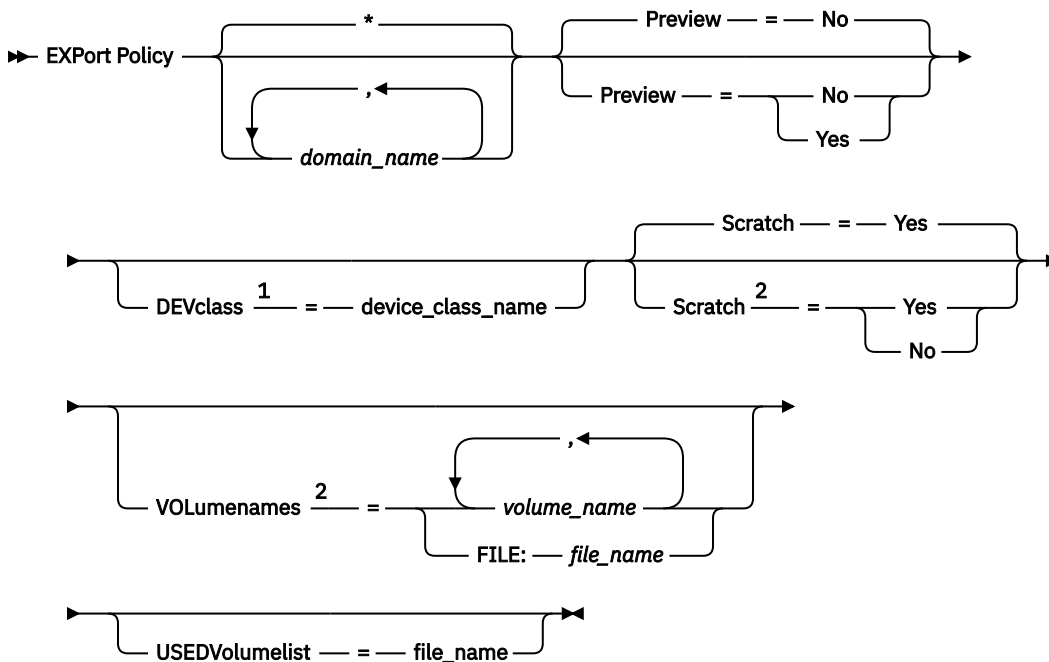 * Preview = No
EXPort Policy
, Preview = No
domain_name Yes
Scratch = Yes
DEVclass 1 = device_class_name Scratch 2 = Yes
No
,
VOLumenames 2 = volume_name
FILE: file_name
USEDVolumelist = file_name